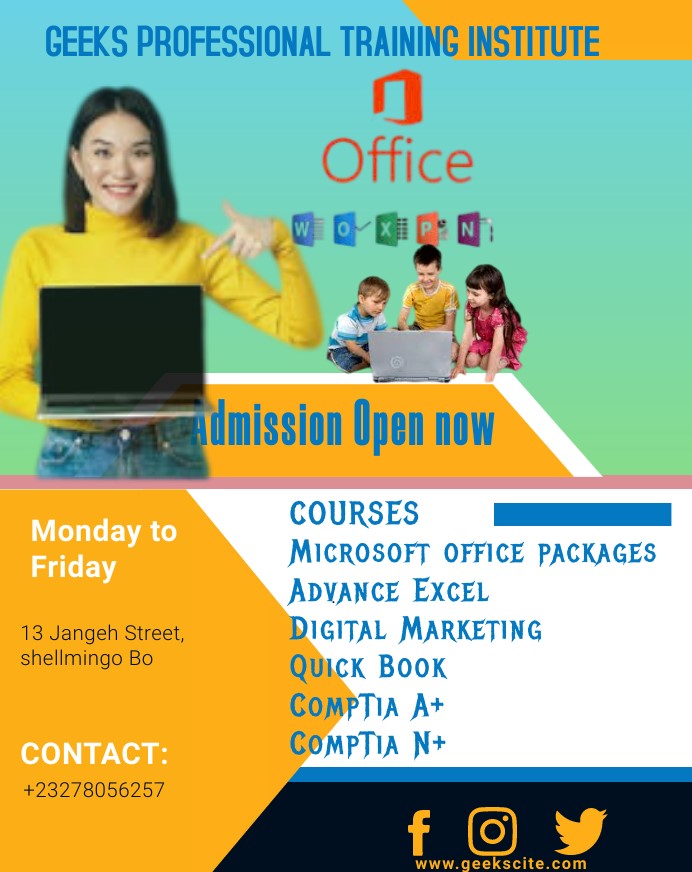 GEEKS PROFESSIONAL TRAINING INSTITUTE
Office
W O X P N
Admission Open now
Monday to
Friday
13 Jangeh Street,
shellmingo Bo
CONTACT:
+23278056257
COURSES
MICROSOFT OFFICE PACKAGES
ADVANCE EXCEL
DIGITAL MARKETING
QUICK BOOK
COMPTIA A+
COMPTIA N+
www.geekscite.com